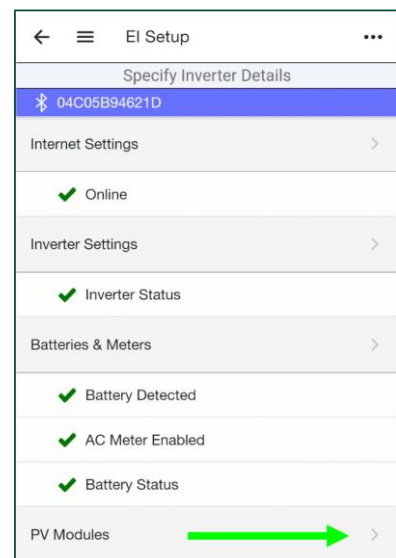 EI Setup
Specify Inverter Details
04C05B94621D
Internet Settings
Online
Inverter Settings
Inverter Status
Batteries & Meters
Battery Detected
AC Meter Enabled
Battery Status
PV Modules